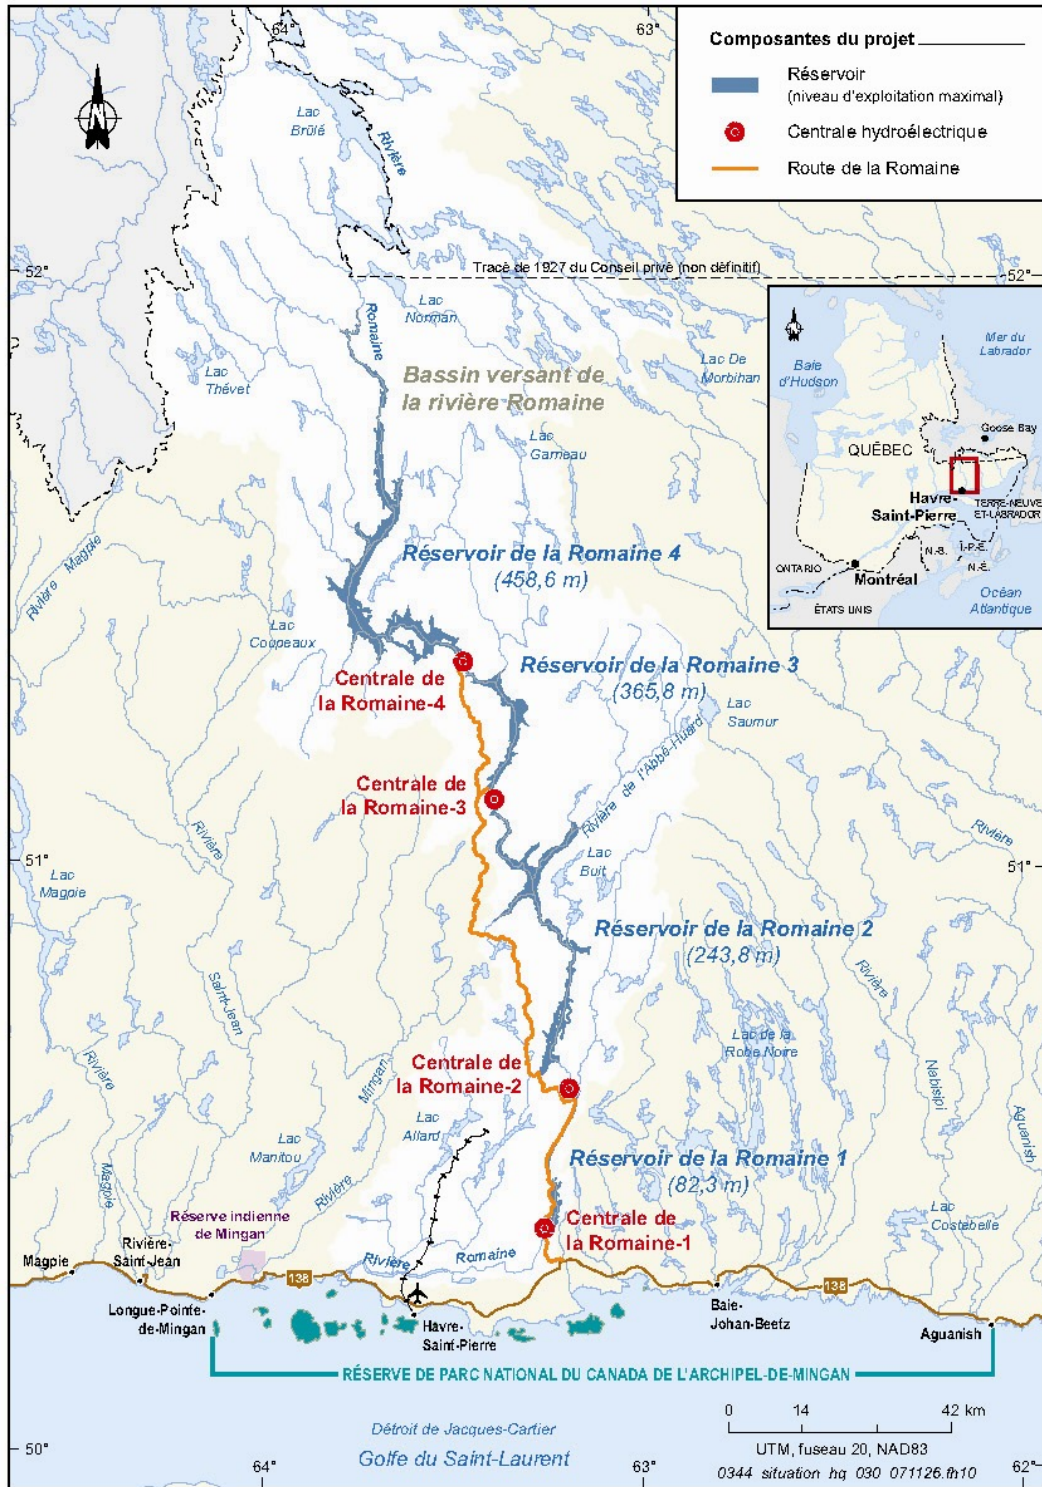 64°
63°
Composantes du projet
Réservoir
(niveau d'exploitation maximal)
Centrale hydroélectrique
Route de la Romaine
N
Lac
Brûlé
Rivière
52°
Tracé de 1927 du Conseil privé (non définitif)
52°
Lac
Norman
Romaine
Lac
Thévet
Bassin versant de
la rivière Romaine
Lac De
Morbihan
Lac
Garneau
N
Mer du
Labrador
Baie
d'Hudson
Goose Bay
QUÉBEC
Havre-
Saint-Pierre
TERRE-NEUVE
ET-LABRADOR
ONTARIO
N.-B.
Î.-P.-É.
N.-É.
Montréal
ÉTATS UNIS
Océan
Atlantique
Réservoir de la Romaine 4
(458,6 m)
Rivière Magpie
Lac
Coupeaux
Centrale de
la Romaine-4
Réservoir de la Romaine 3
(365,8 m)
Lac
Saumur
Rivière de l'Abbé-Huard
Centrale de
la Romaine-3
Rivière
Rivière
51°
51°
Lac
Magpie
Lac
Buit
Réservoir de la Romaine 2
(243,8 m)
Saint-Jean
Rivière
Lac de la
Robe Noire
Centrale de
la Romaine-2
Rivière
Mingan
Nabisipi
Aguanish
Lac
Allard
Lac
Manitou
Réservoir de la Romaine 1
(82,3 m)
Magpie
Rivière
Lac
Costebelle
Réserve indienne
de Mingan
Centrale de
la Romaine-1
Rivière
Romaine
Magpie
Rivière-
Saint-Jean
138
138
Longue-Pointe-
de-Mingan
Havre-
Saint-Pierre
Baie-
Johan-Beetz
Aguanish
RÉSERVE DE PARC NATIONAL DU CANADA DE L'ARCHIPEL-DE-MINGAN
0 14 42 km
Détroit de Jacques-Cartier
Golfe du Saint-Laurent
UTM, fuseau 20, NAD83
0344_situation_hq_030_071126.fh10
50°
64°
63°
62°